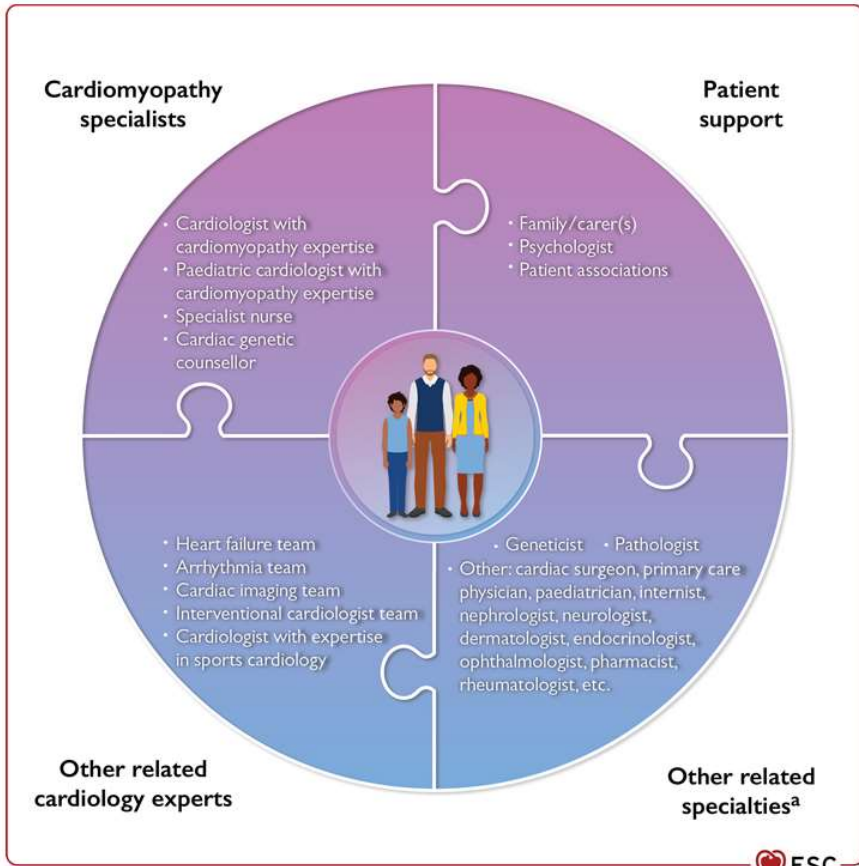 Cardiomyopathy
specialists
• Cardiologist with
cardiomyopathy expertise
• Paediatric cardiologist with
cardiomyopathy expertise
• Specialist nurse
• Cardiac genetic
counsellor
Patient
support
• Family/carer(s)
• Psychologist
• Patient associations
• Heart failure team
• Arrhythmia team
• Cardiac imaging team
• Interventional cardiologist team
• Cardiologist with expertise
in sports cardiology
Other related
cardiology experts
• Geneticist • Pathologist
• Other: cardiac surgeon, primary care
physician, paediatrician, internist,
nephrologist, neurologist,
dermatologist, endocrinologist,
ophthalmologist, pharmacist,
rheumatologist, etc.
Other related
specialtiesᵃ
ESC